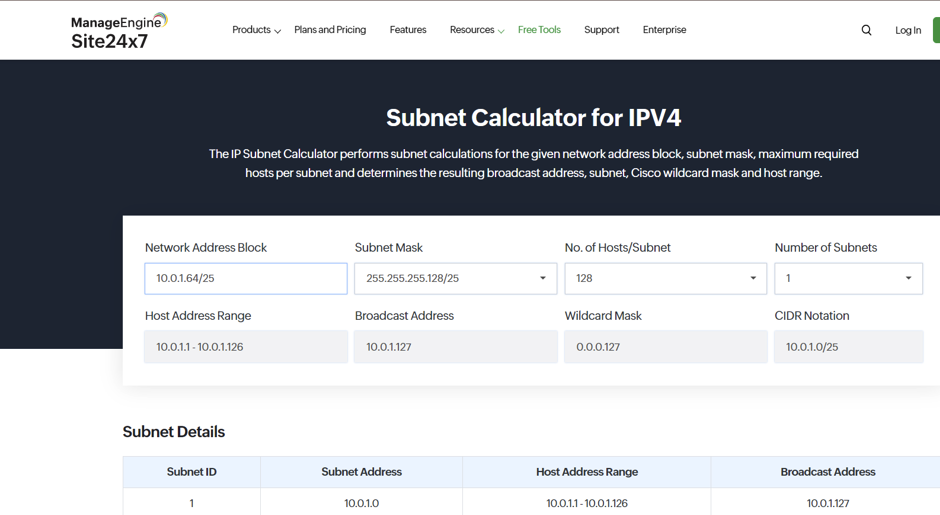 ManageEngine
Site24x7
Products Plans and Pricing Features Resources Free Tools Support Enterprise Log In
Subnet Calculator for IPV4
The IP Subnet Calculator performs subnet calculations for the given network address block, subnet mask, maximum required
hosts per subnet and determines the resulting broadcast address, subnet, Cisco wildcard mask and host range.
Network Address Block Subnet Mask No. of Hosts/Subnet Number of Subnets
10.0.1.64/25 255.255.255.128/25 128 1
Host Address Range Broadcast Address Wildcard Mask CIDR Notation
10.0.1.1 - 10.0.1.126 10.0.1.127 0.0.0.127 10.0.1.0/25
Subnet Details
Subnet ID Subnet Address Host Address Range Broadcast Address
1 10.0.1.0 10.0.1.1 - 10.0.1.126 10.0.1.127